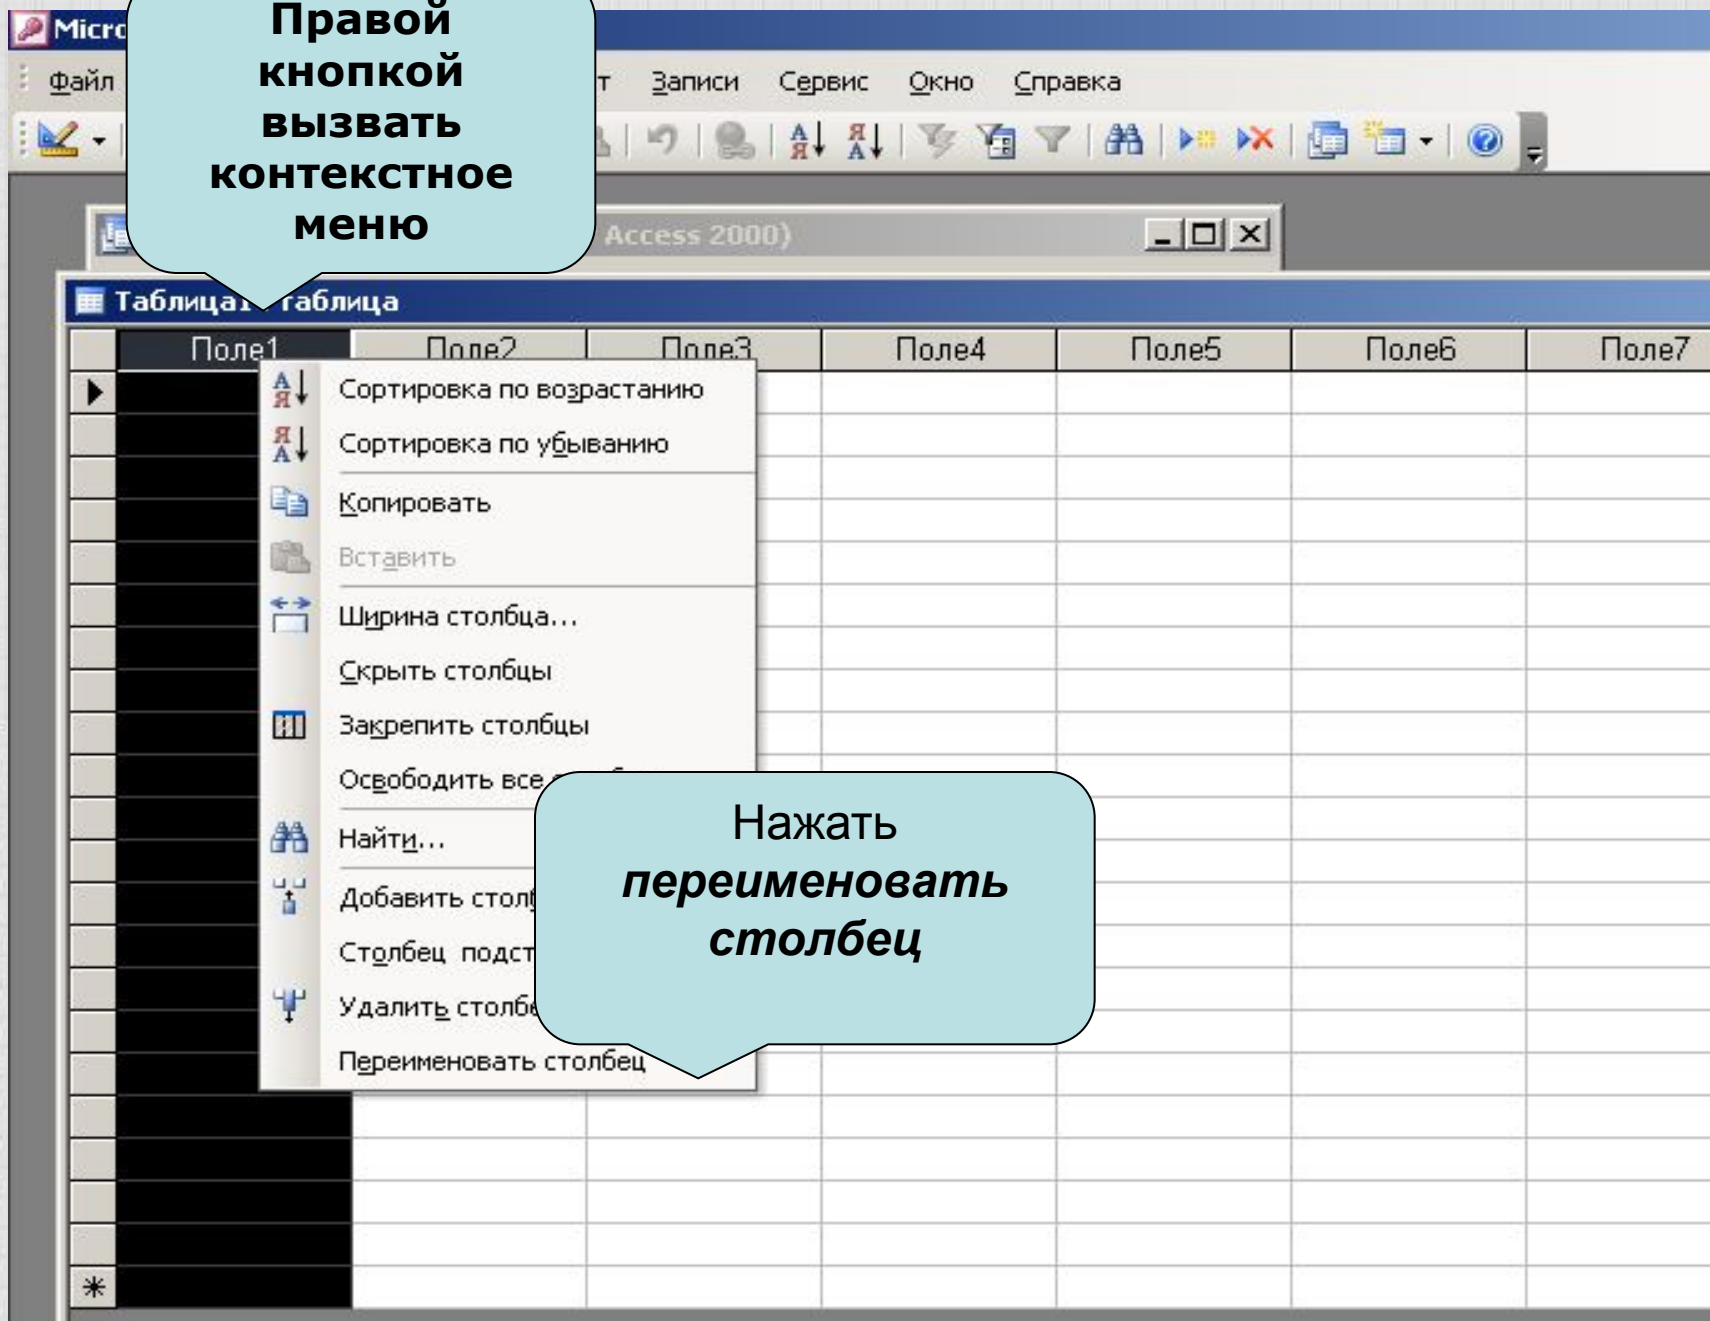 Правой
кнопкой
вызвать
контекстное
меню
Micro
Файл т Записи Сервис Окно Справка
Access 2000)
Таблица1 таблица
Поле1 Поле2 Поле3 Поле4 Поле5 Поле6 Поле7
Сортировка по возрастанию
Сортировка по убыванию
Копировать
Вставить
Ширина столбца...
Скрыть столбцы
Закрепить столбцы
Освободить все
Найти...
Добавить стол
Столбец подст
Удалить столбе
Переименовать столбец
Нажать
переименовать
столбец